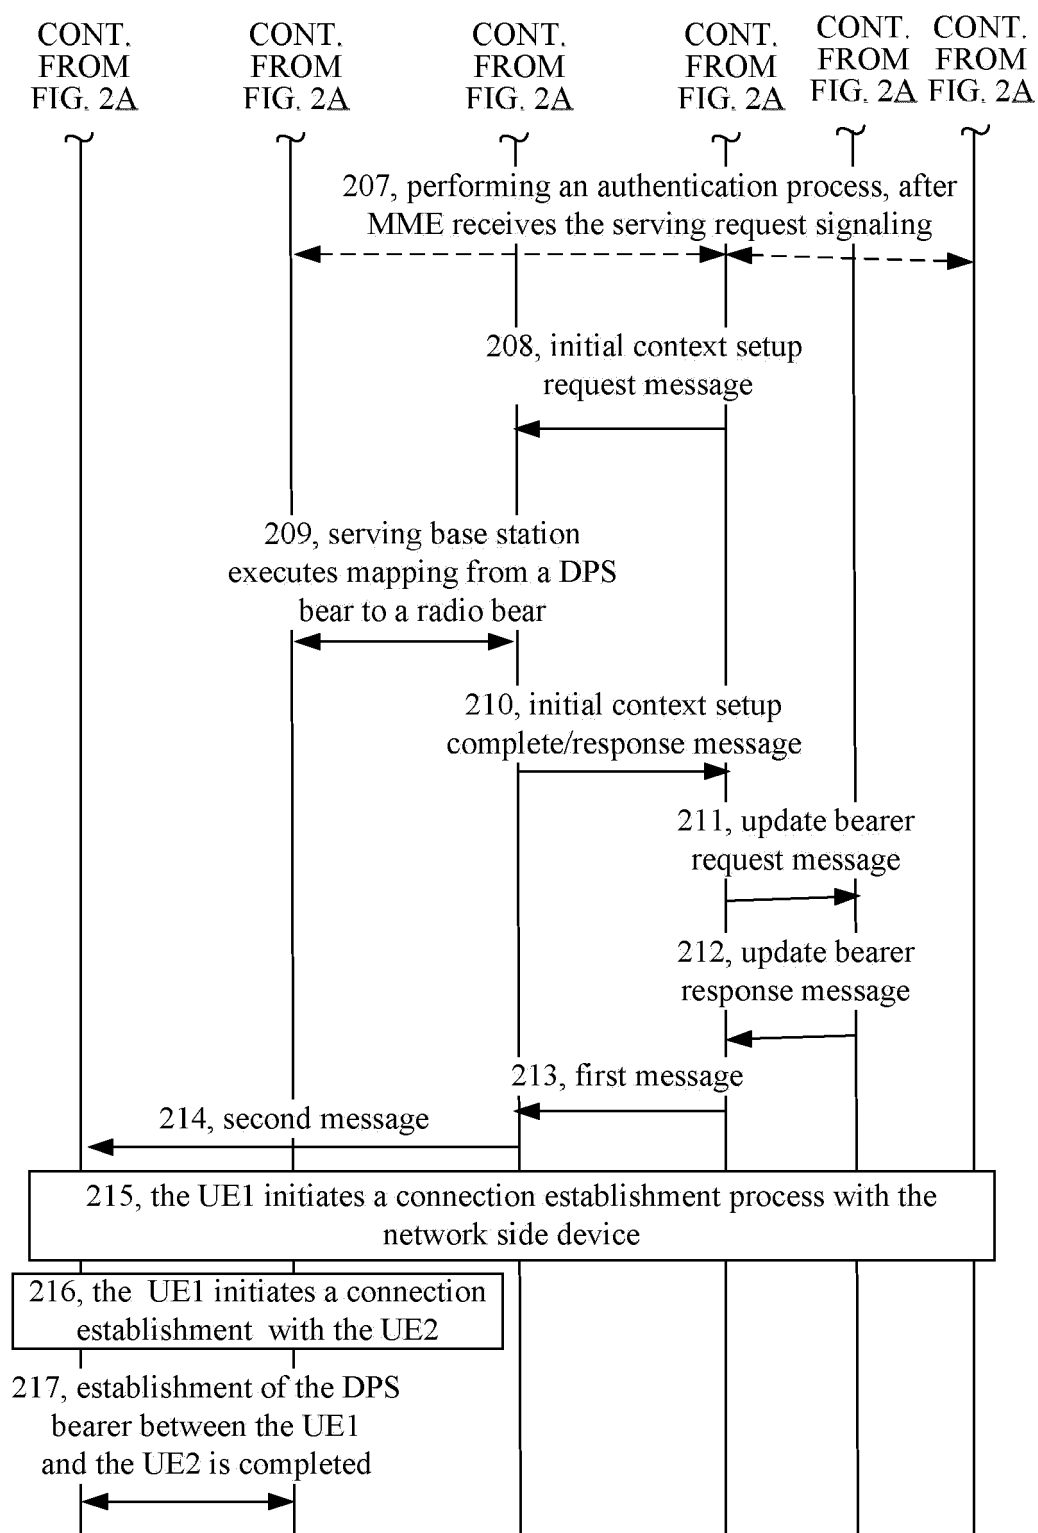 CONT.
FROM
FIG. 2A
CONT.
FROM
FIG. 2A
CONT.
FROM
FIG. 2A
CONT.
FROM
FIG. 2A
CONT.
FROM
FIG. 2A
CONT.
FROM
FIG. 2A
207, performing an authentication process, after
MME receives the serving request signaling
208, initial context setup
request message
209, serving base station
executes mapping from a DPS
bear to a radio bear
210, initial context setup
complete/response message
211, update bearer
request message
212, update bearer
response message
213, first message
214, second message
215, the UE1 initiates a connection establishment process with the
network side device
216, the UE1 initiates a connection
establishment with the UE2
217, establishment of the DPS
bearer between the UE1
and the UE2 is completed